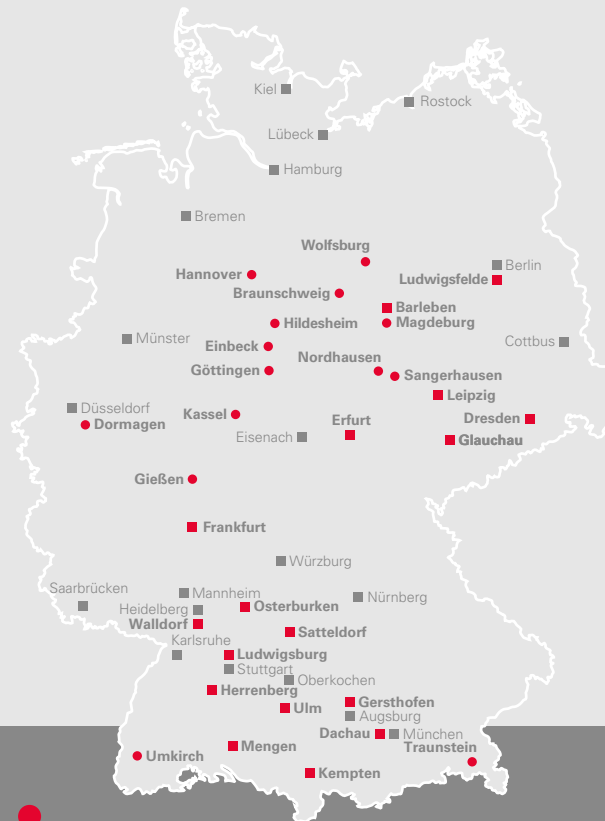 Kiel
Rostock
Lübeck
Hamburg
Bremen
Wolfsburg
Berlin
Hannover
Ludwigsfelde
Braunschweig
Barleben
Hildesheim
Magdeburg
Münster
Cottbus
Einbeck
Nordhausen
Göttingen
Sangerhausen
Leipzig
Düsseldorf
Kassel
Dormagen
Erfurt
Dresden
Eisenach
Glauchau
Gießen
Frankfurt
Würzburg
Saarbrücken
Mannheim
Nürnberg
Heidelberg
Osterburken
Walldorf
Satteldorf
Karlsruhe
Ludwigsburg
Stuttgart
Oberkochen
Herrenberg
Gersthofen
Ulm
Augsburg
Dachau
München
Mengen
Traunstein
Umkirch
Kempten